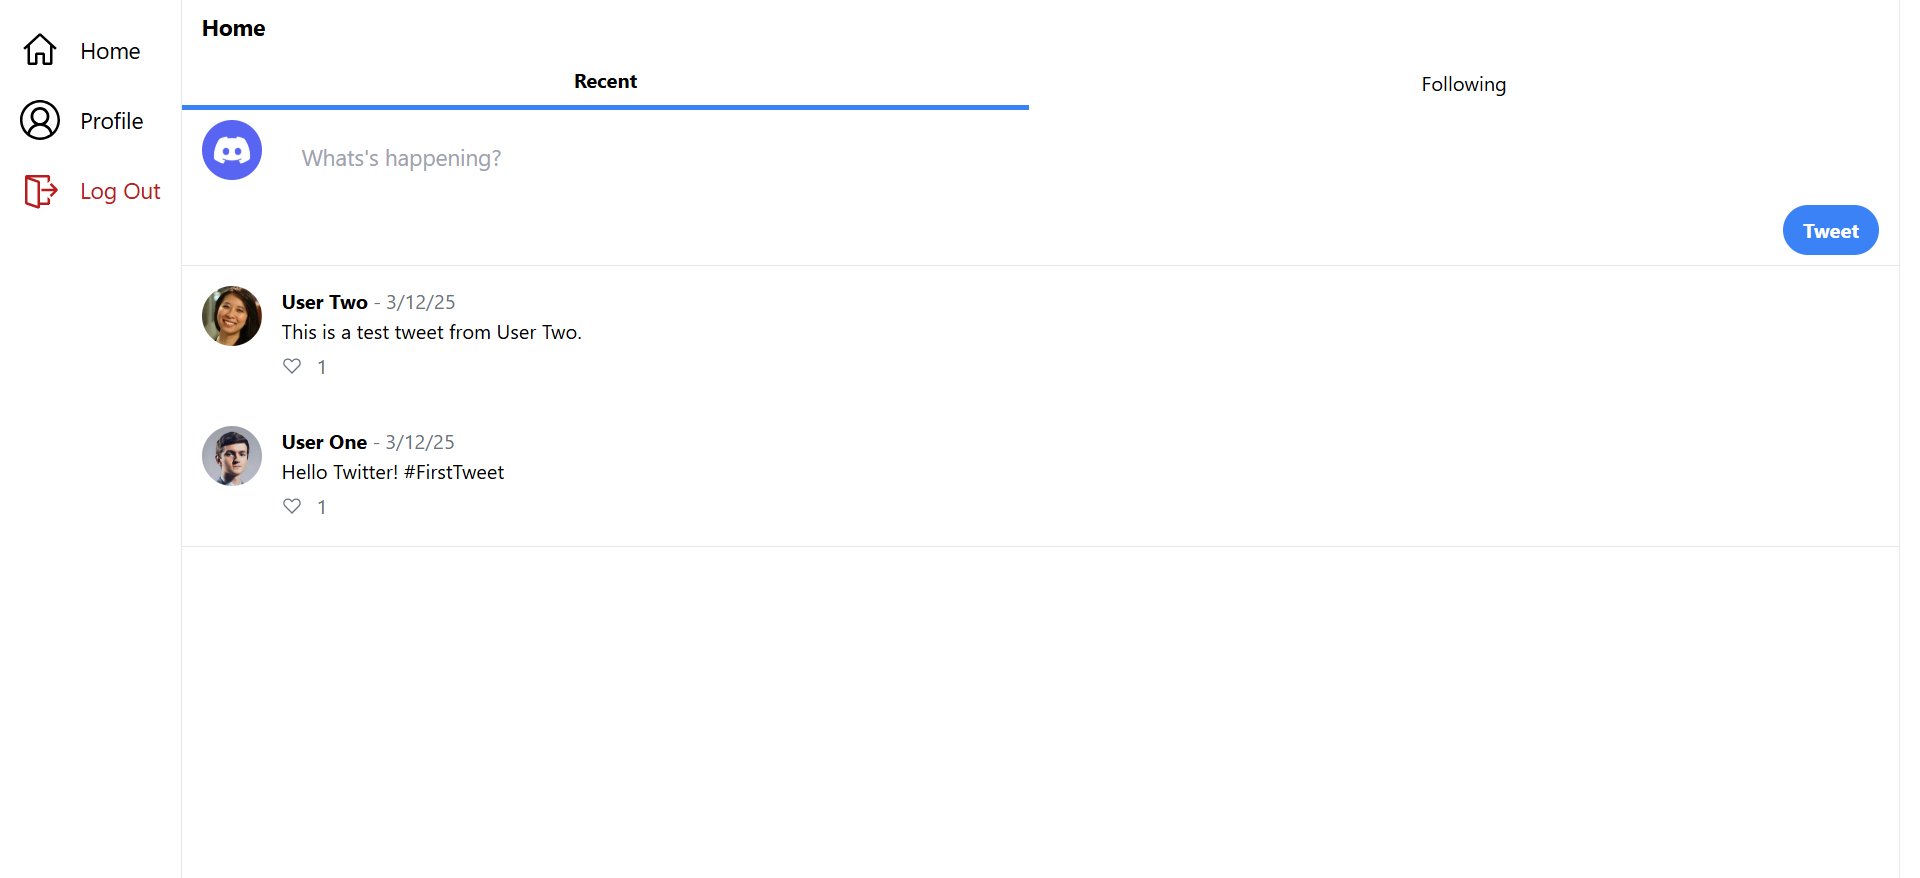 Home
Profile
Log Out
Home
Recent
Following
Whats's happening?
Tweet
User Two - 3/12/25
This is a test tweet from User Two.
1
User One - 3/12/25
Hello Twitter! #FirstTweet
1